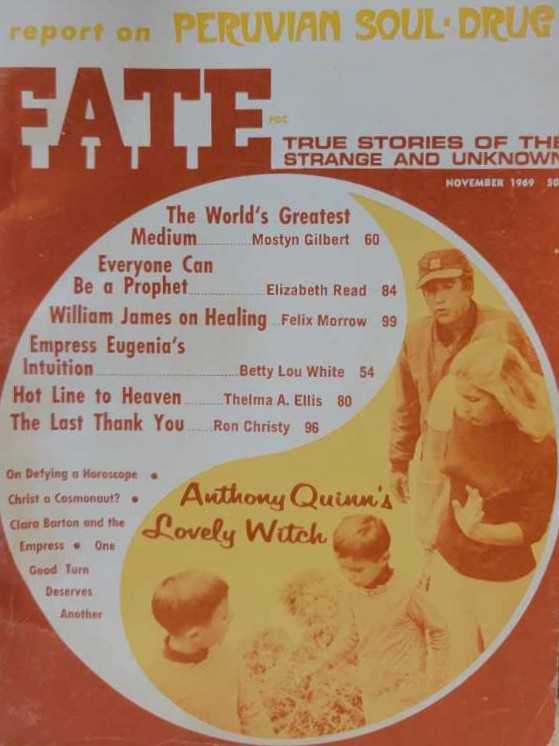 report on PERUVIAN SOUL-DRUG
FATE
PDC
TRUE STORIES OF THE
STRANGE AND UNKNOWN
NOVEMBER 1969 50
The World's Greatest
Medium..........Mostyn Gilbert 60
Everyone Can
Be a Prophet..........Elizabeth Read 84
William James on Healing..Felix Morrow 99
Empress Eugenia's
Intuition..........Betty Lou White 54
Hot Line to Heaven..........Thelma A. Ellis 80
The Last Thank You......Ron Christy 96
On Defying a Horoscope •
Christ a Cosmonaut? •
Clara Barton and the
Empress • One
Good Turn
Deserves
Another
Anthony Quinn's
Lovely Witch